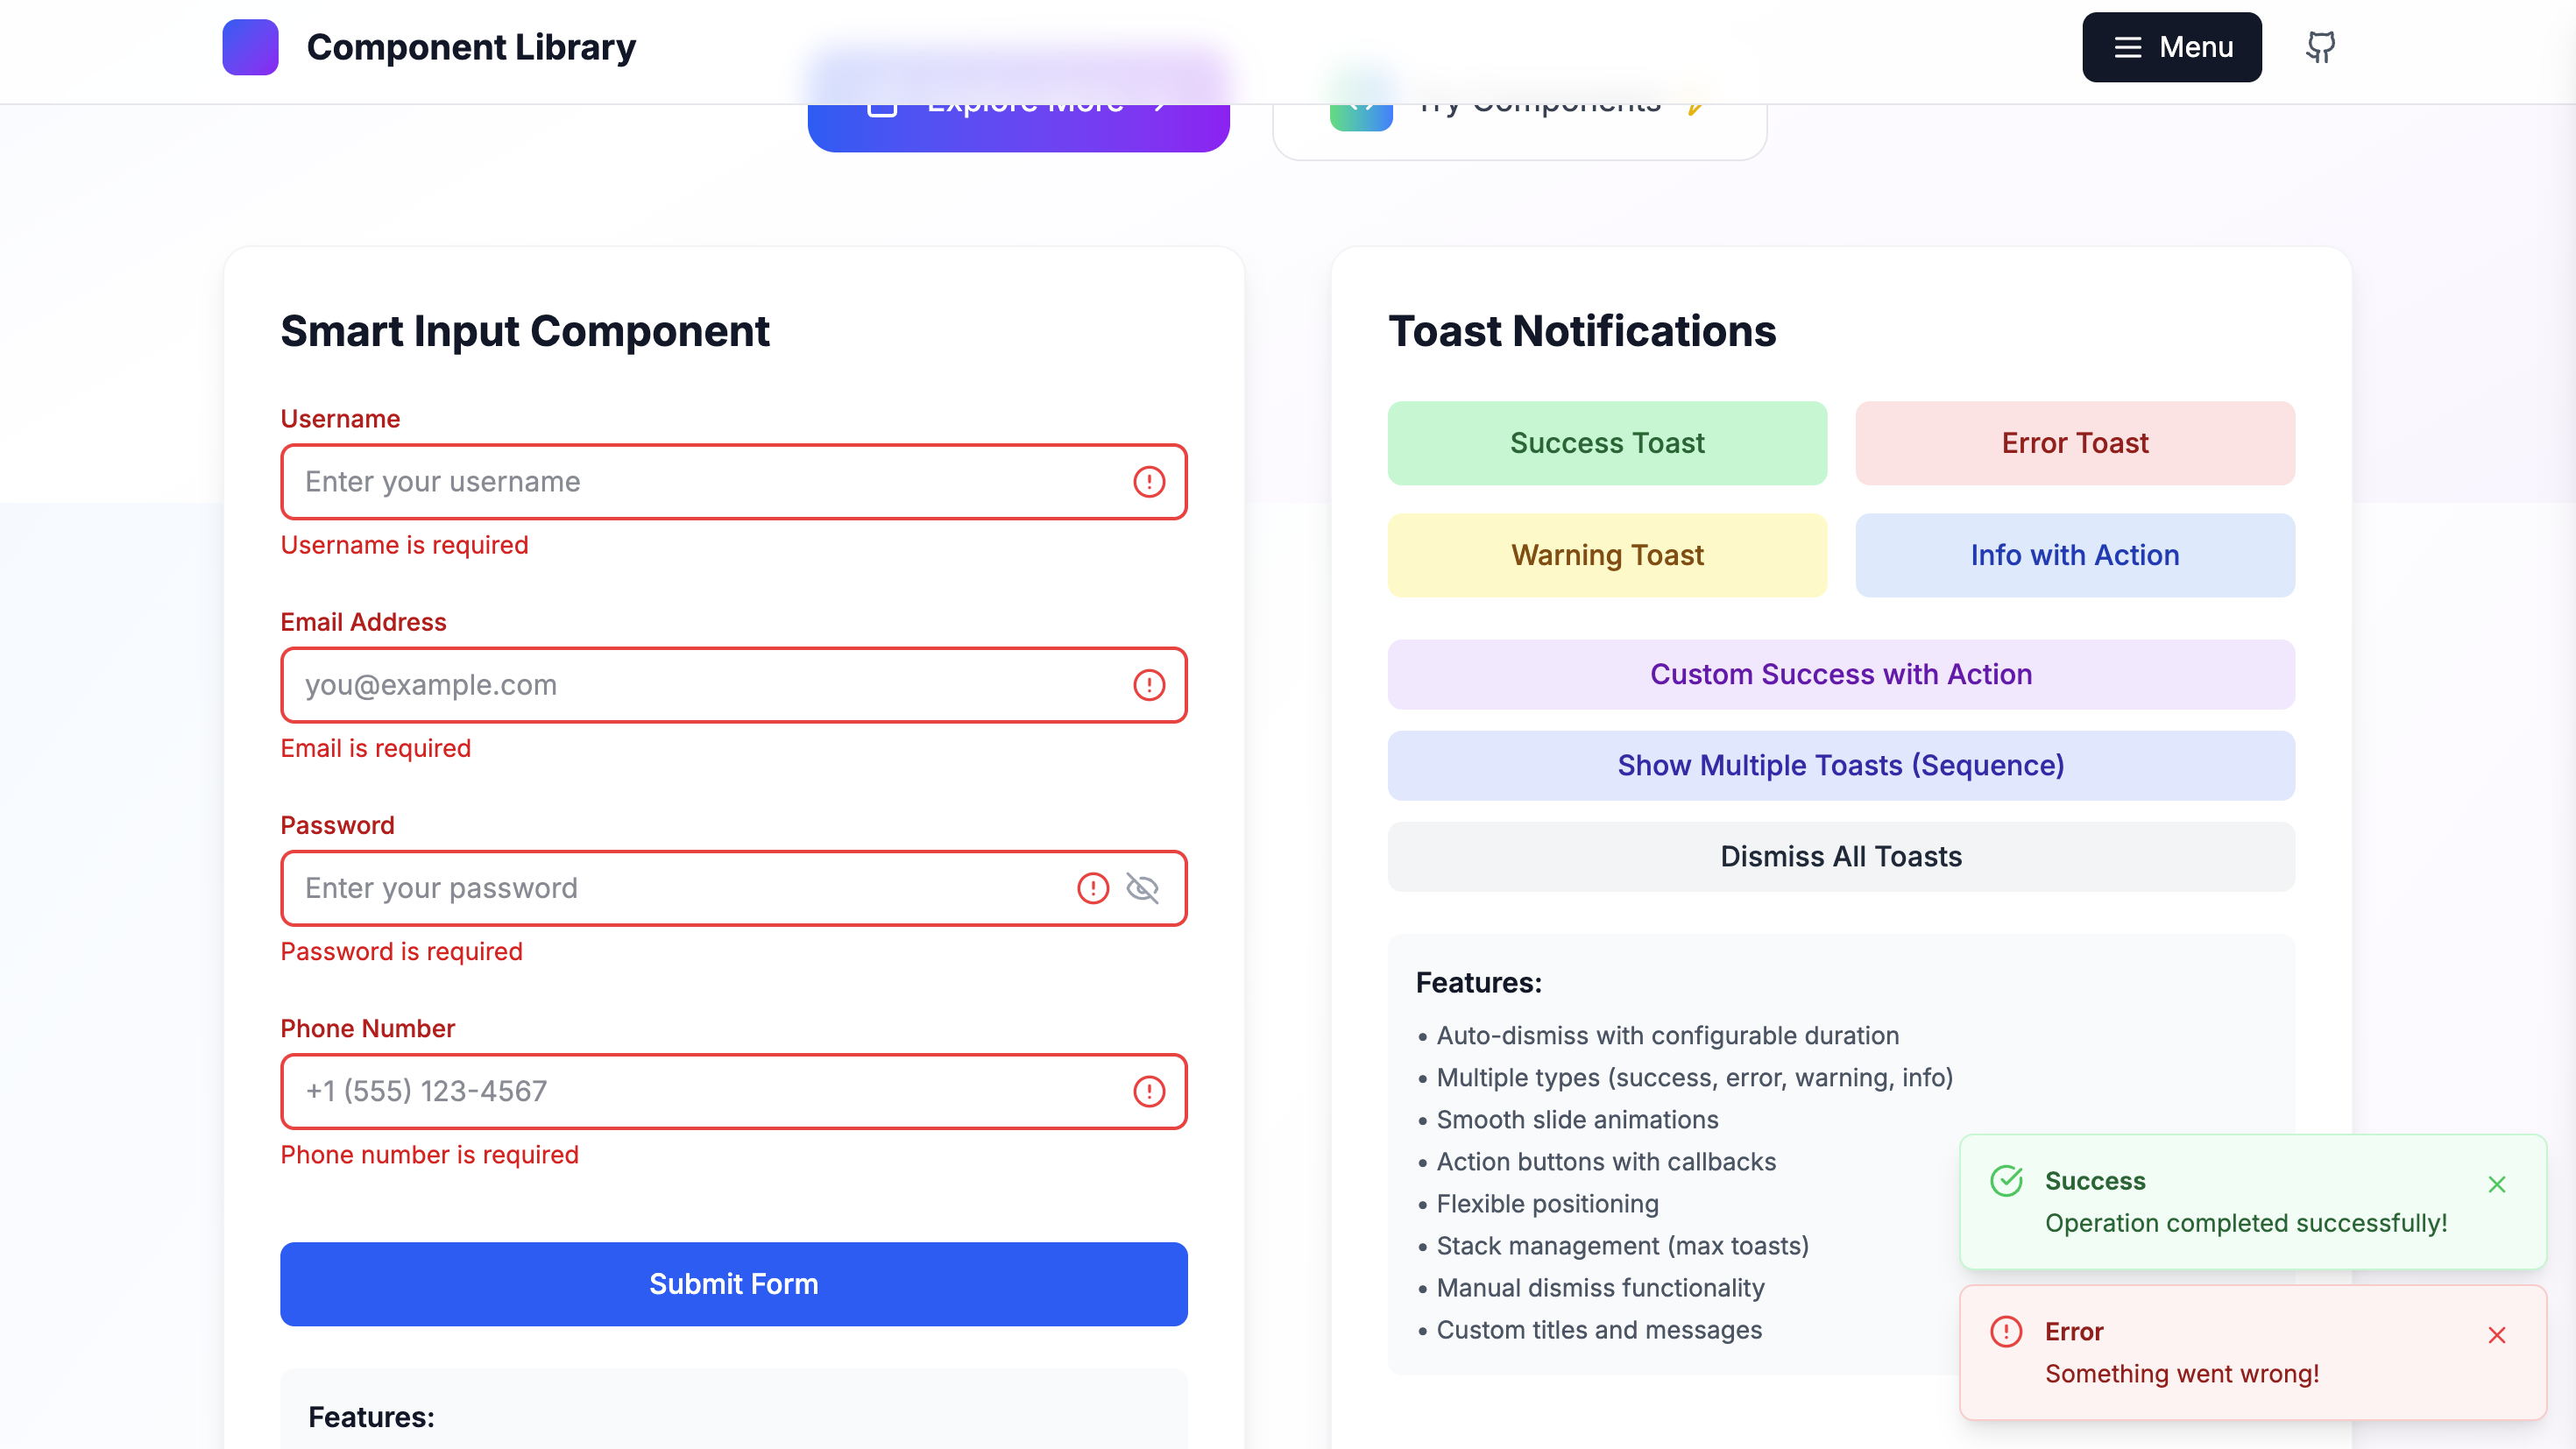 Component Library
Menu
Explore More
Try Components
Smart Input Component
Username
Enter your username
Username is required
Email Address
you@example.com
Email is required
Password
Enter your password
Password is required
Phone Number
+1 (555) 123-4567
Phone number is required
Submit Form
Features:
Toast Notifications
Success Toast
Error Toast
Warning Toast
Info with Action
Custom Success with Action
Show Multiple Toasts (Sequence)
Dismiss All Toasts
Features:
• Auto-dismiss with configurable duration
• Multiple types (success, error, warning, info)
• Smooth slide animations
• Action buttons with callbacks
• Flexible positioning
• Stack management (max toasts)
• Manual dismiss functionality
• Custom titles and messages
Success
Operation completed successfully!
Error
Something went wrong!